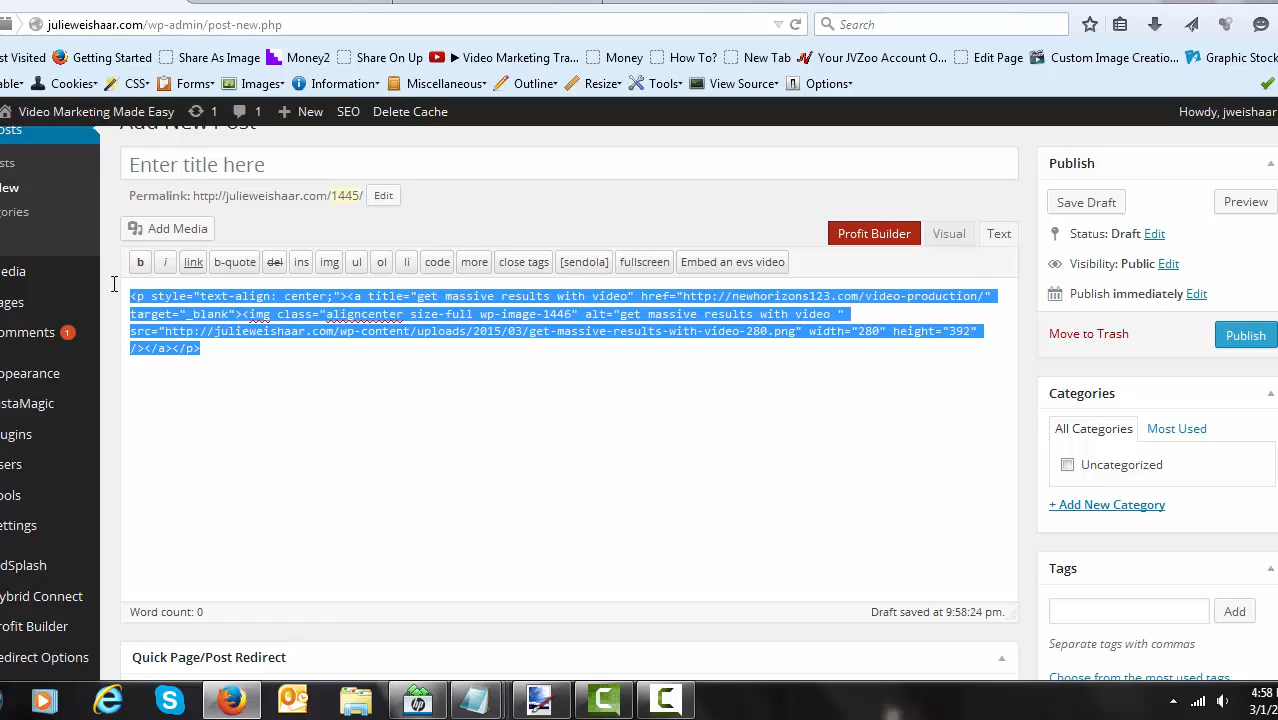 julieweishaar.com/wp-admin/post-new.php
Search
st Visited
Getting Started
Share As Image
Money2
Share On Up
▶ Video Marketing Tra...
Money
How To?
New Tab
Your JVZoo Account O...
Edit Page
Custom Image Creatio...
Graphic Stock
able
Cookies
CSS
Forms
Images
Information
Miscellaneous
Outline
Resize
Tools
View Source
Options
Video Marketing Made Easy
1
1
New
SEO
Delete Cache
Howdy, jweishaar
Add New Post
Enter title here
Permalink: http://julieweishaar.com/1445/
Edit
Add Media
Profit Builder
Visual
Text
b
i
link
b-quote
del
ins
img
ul
ol
li
code
more
close tags
[sendola]
fullscreen
Embed an evs video
<p style="text-align: center;"><a title="get massive results with video" href="http://newhorizons123.com/video-production/"
target="_blank"><img class="aligncenter size-full wp-image-1446" alt="get massive results with video "
src="http://julieweishaar.com/wp-content/uploads/2015/03/get-massive-results-with-video-280.png" width="280" height="392"
/></a></p>
Word count: 0
Draft saved at 9:58:24 pm.
Quick Page/Post Redirect
osts
sts
ew
egories
edia
ages
omments 1
ppearance
staMagic
ugins
sers
ools
ettings
dSplash
ybrid Connect
rofit Builder
edirect Options
Publish
Save Draft
Preview
Status: Draft Edit
Visibility: Public Edit
Publish immediately Edit
Move to Trash
Publish
Categories
All Categories
Most Used
Uncategorized
+ Add New Category
Tags
Add
Separate tags with commas
Choose from the most used tags
4:58
3/1/2